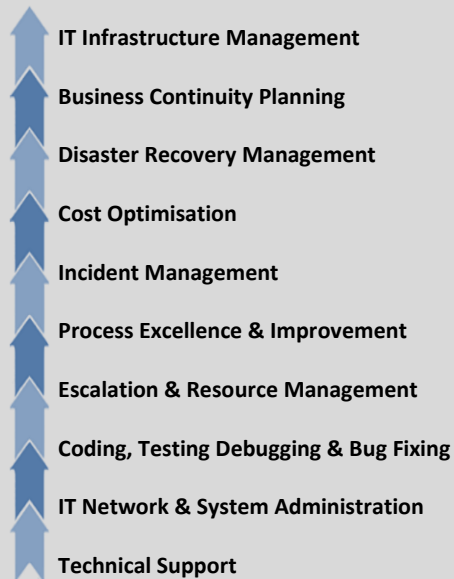 IT Infrastructure Management
Business Continuity Planning
Disaster Recovery Management
Cost Optimisation
Incident Management
Process Excellence & Improvement
Escalation & Resource Management
Coding, Testing Debugging & Bug Fixing
IT Network & System Administration
Technical Support